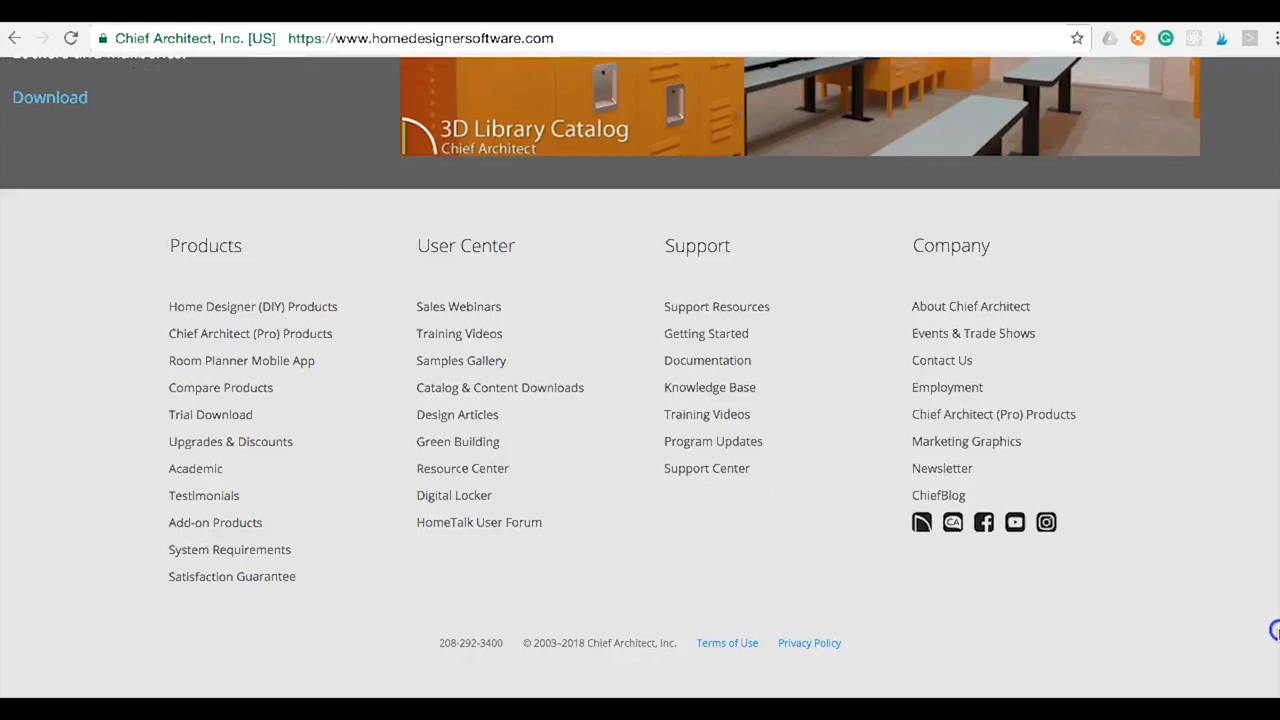 Chief Architect, Inc. [US] https://www.homedesignersoftware.com
Download
3D Library Catalog
Chief Architect
Products
Home Designer (DIY) Products
Chief Architect (Pro) Products
Room Planner Mobile App
Compare Products
Trial Download
Upgrades & Discounts
Academic
Testimonials
Add-on Products
System Requirements
Satisfaction Guarantee
User Center
Sales Webinars
Training Videos
Samples Gallery
Catalog & Content Downloads
Design Articles
Green Building
Resource Center
Digital Locker
HomeTalk User Forum
Support
Support Resources
Getting Started
Documentation
Knowledge Base
Training Videos
Program Updates
Support Center
Company
About Chief Architect
Events & Trade Shows
Contact Us
Employment
Chief Architect (Pro) Products
Marketing Graphics
Newsletter
ChiefBlog
CA
208-292-3400 © 2003–2018 Chief Architect, Inc. Terms of Use Privacy Policy